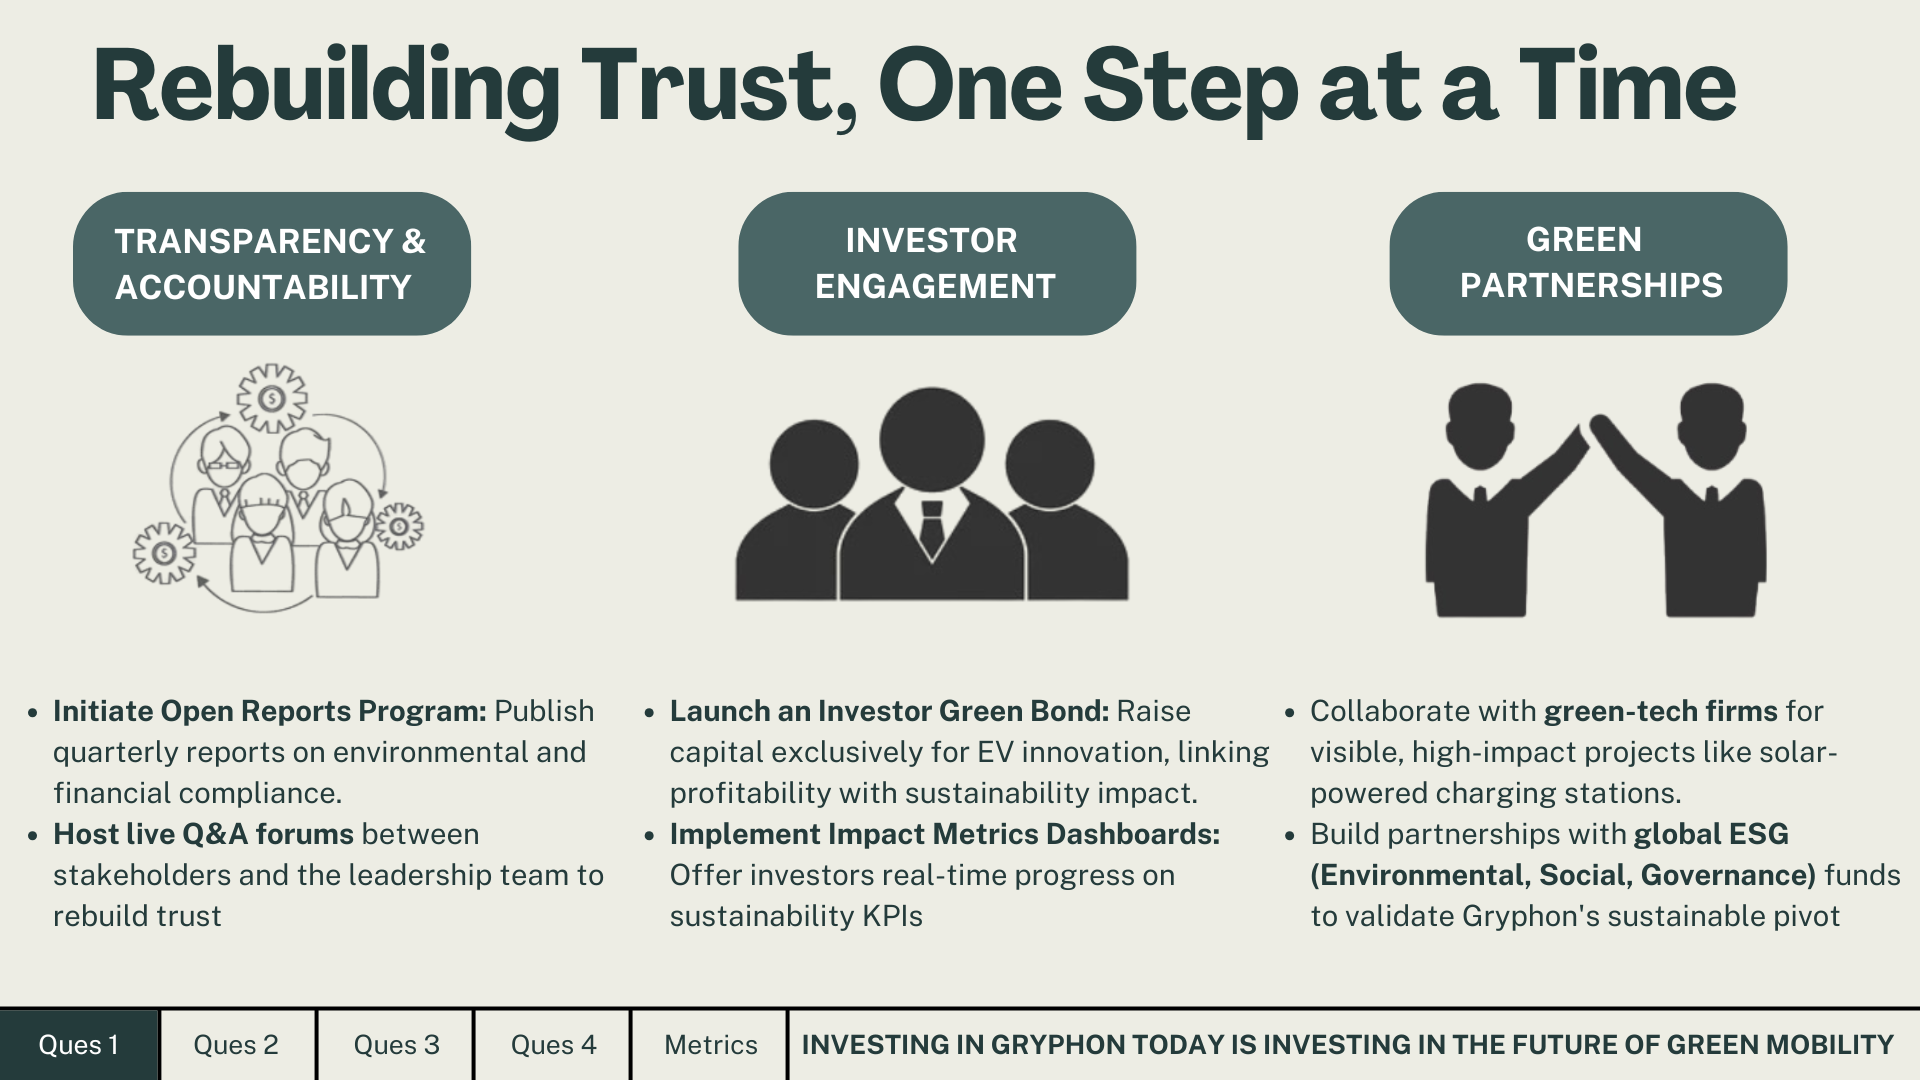 Rebuilding Trust, One Step at a Time
TRANSPARENCY &
ACCOUNTABILITY
INVESTOR
ENGAGEMENT
GREEN
PARTNERSHIPS
$
$
$
• Initiate Open Reports Program: Publish
quarterly reports on environmental and
financial compliance.
• Host live Q&A forums between
stakeholders and the leadership team to
rebuild trust
• Launch an Investor Green Bond: Raise
capital exclusively for EV innovation, linking
profitability with sustainability impact.
• Implement Impact Metrics Dashboards:
Offer investors real-time progress on
sustainability KPIs
• Collaborate with green-tech firms for
visible, high-impact projects like solar-
powered charging stations.
• Build partnerships with global ESG
(Environmental, Social, Governance) funds
to validate Gryphon's sustainable pivot
Ques 1
Ques 2
Ques 3
Ques 4
Metrics
INVESTING IN GRYPHON TODAY IS INVESTING IN THE FUTURE OF GREEN MOBILITY